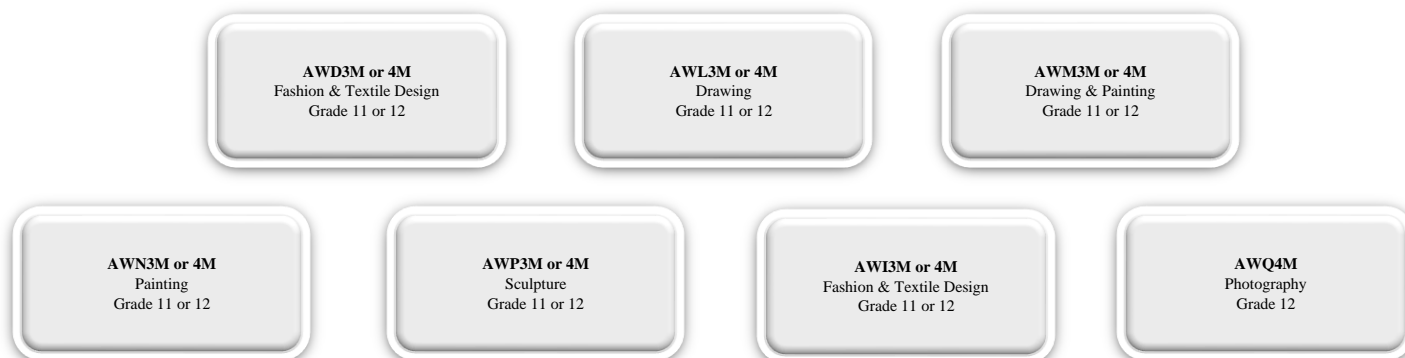 AWD3M or 4M
Fashion & Textile Design
Grade 11 or 12
AWL3M or 4M
Drawing
Grade 11 or 12
AWM3M or 4M
Drawing & Painting
Grade 11 or 12
AWN3M or 4M
Painting
Grade 11 or 12
AWP3M or 4M
Sculpture
Grade 11 or 12
AWI3M or 4M
Fashion & Textile Design
Grade 11 or 12
AWQ4M
Photography
Grade 12